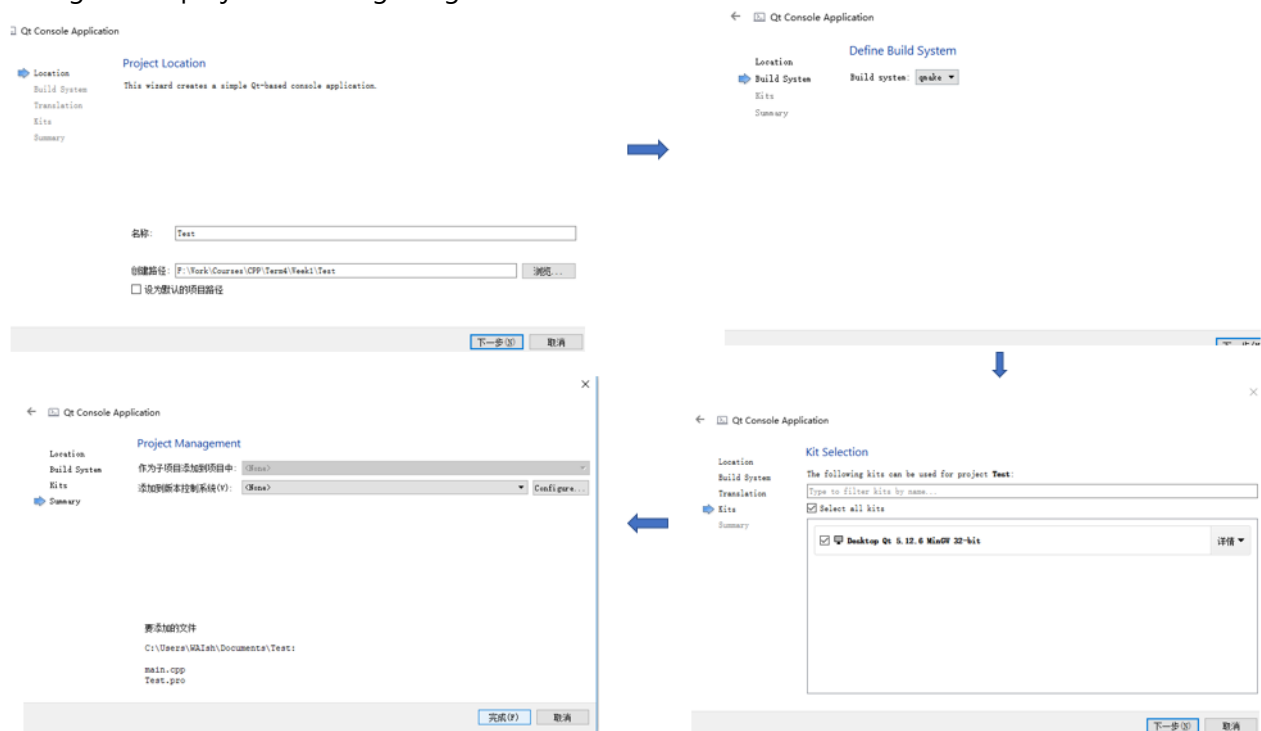 Qt Console Application
Project Location
Location
Build System
Translation
Kits
Summary
This wizard creates a simple Qt-based console application.
名称:
Test
创建路径:
F:\Work\Courses\CPP\Term4\Week1\Test
浏览...
设为默认的项目路径
下一步(N)
取消
Qt Console Application
Define Build System
Location
Build System
Kits
Summary
Build system:
qmake
Qt Console Application
Kit Selection
Location
Build System
Translation
Kits
Summary
The following kits can be used for project Test:
Type to filter kits by name...
Select all kits
Desktop Qt 5.12.6 MinGW 32-bit
详情
下一步(N)
取消
Qt Console Application
Project Management
Location
Build System
Kits
Summary
作为子项目添加到项目中:
<None>
添加到版本控制系统(V):
<None>
Configure...
要添加的文件
C:\Users\WAIsh\Documents\Test:
main.cpp
Test.pro
完成(F)
取消